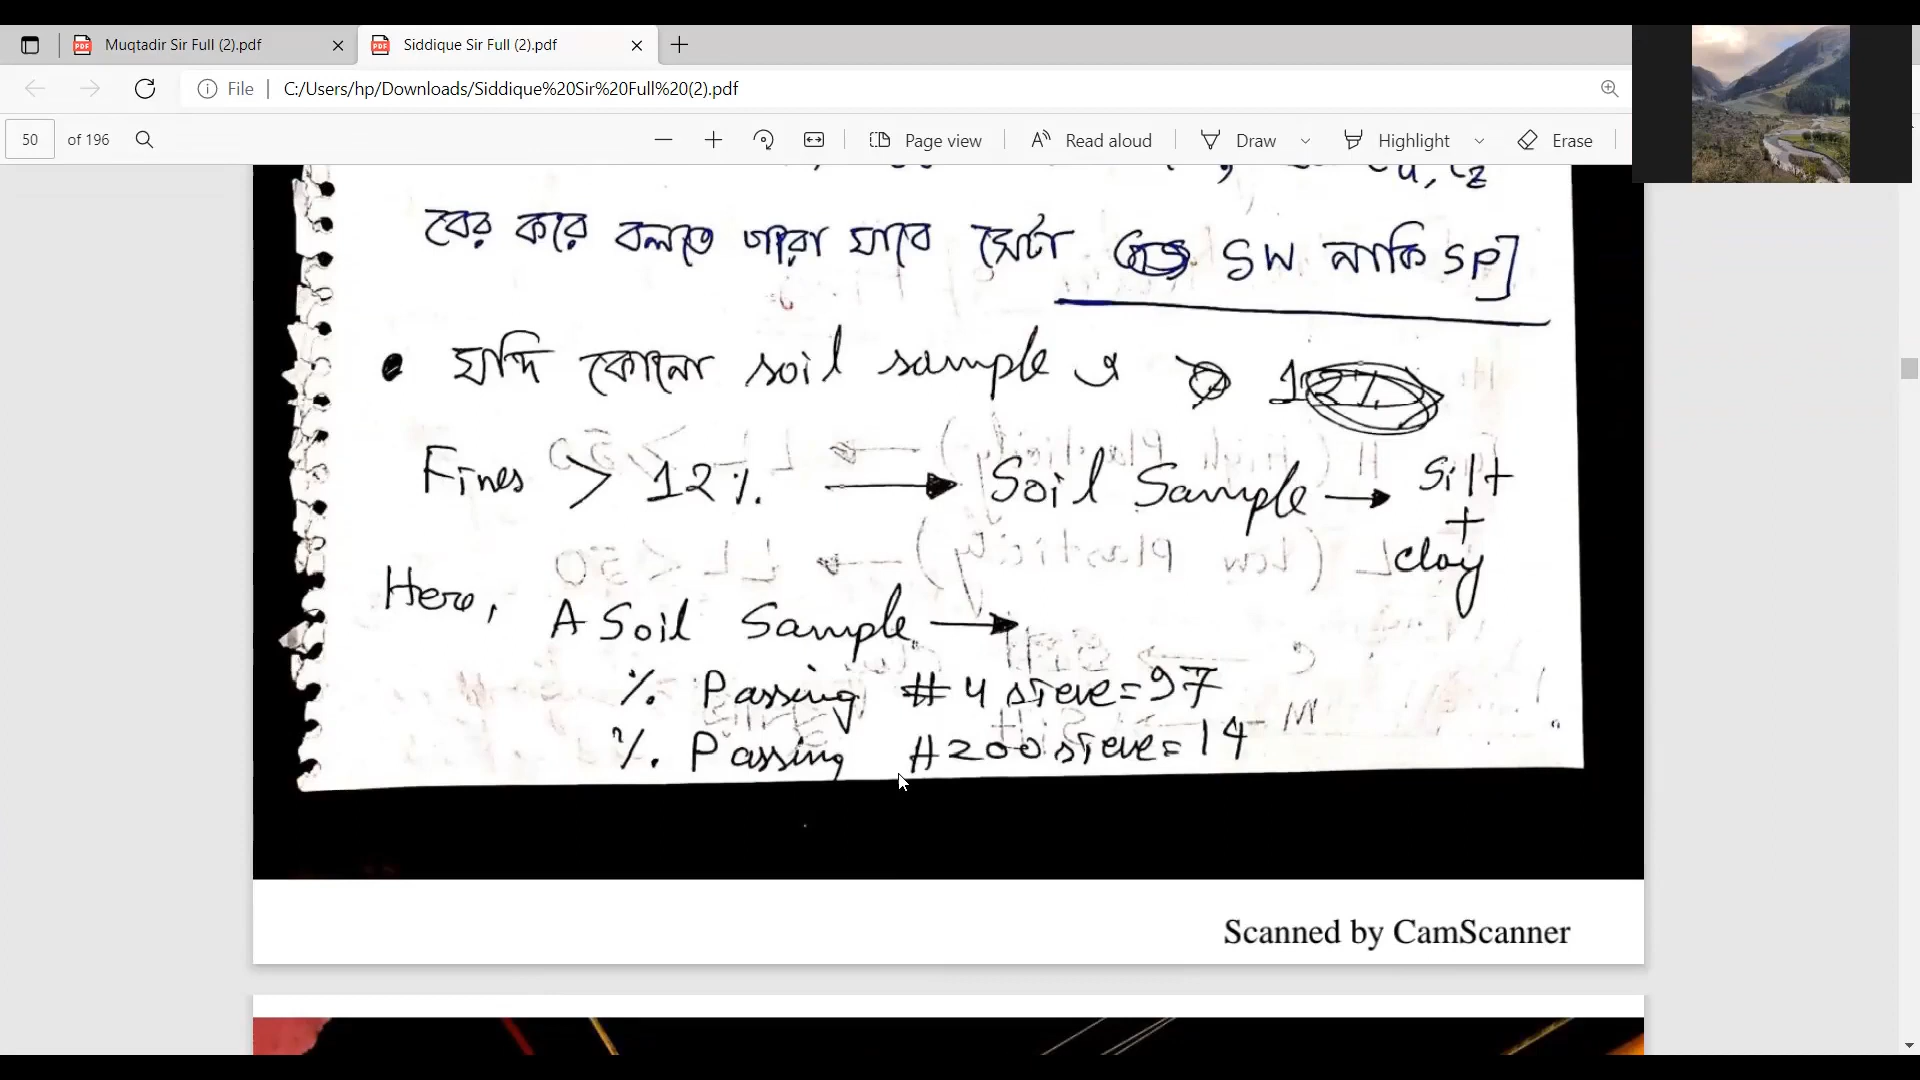 Muqtadir Sir Full (2).pdf
Siddique Sir Full (2).pdf
File
C:/Users/hp/Downloads/Siddique%20Sir%20Full%20(2).pdf
50 of 196
Page view
Read aloud
Draw
Highlight
Erase
বের করে বলতে পারা যাবে সেটা SW নাকি SP]
• যদি কোনো soil sample এ
Fines > 12% → Soil Sample → Silt
+
clay
Here,
A Soil Sample →
% Passing #4 sieve = 97
% Passing #200 sieve = 14
Scanned by CamScanner